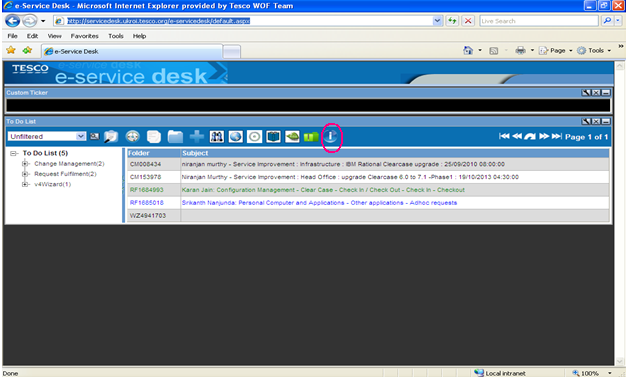 e-Service Desk - Microsoft Internet Explorer provided by Tesco WOF Team
http://servicedesk.ukroi.tesco.org/e-servicedesk/default.aspx
Live Search
File Edit View Favorites Tools Help
e-Service Desk
Page Tools
TESCO
e-service desk
Custom Ticker
To Do List
Unfiltered
Page 1 of 1
To Do List (5)
Change Management(2)
Request Fulfilment(2)
v4Wizard(1)
Folder Subject
CM008434 niranjan murthy - Service Improvement : Infrastructure : IBM Rational Clearcase upgrade : 25/09/2010 08:00:00
CM153978 Niranjan Murthy - Service Improvement : Head Office : upgrade Clearcase 6.0 to 7.1 -Phase1 : 19/10/2013 04:30:00
RF1684993 Karan Jain: Configuration Management - Clear Case - Check In / Check Out - Check in - Checkout
RF1685018 Srikanth Nanjunda: Personal Computer and Applications - Other applications - Adhoc requests
WZ4941703
Done
Local intranet
100%